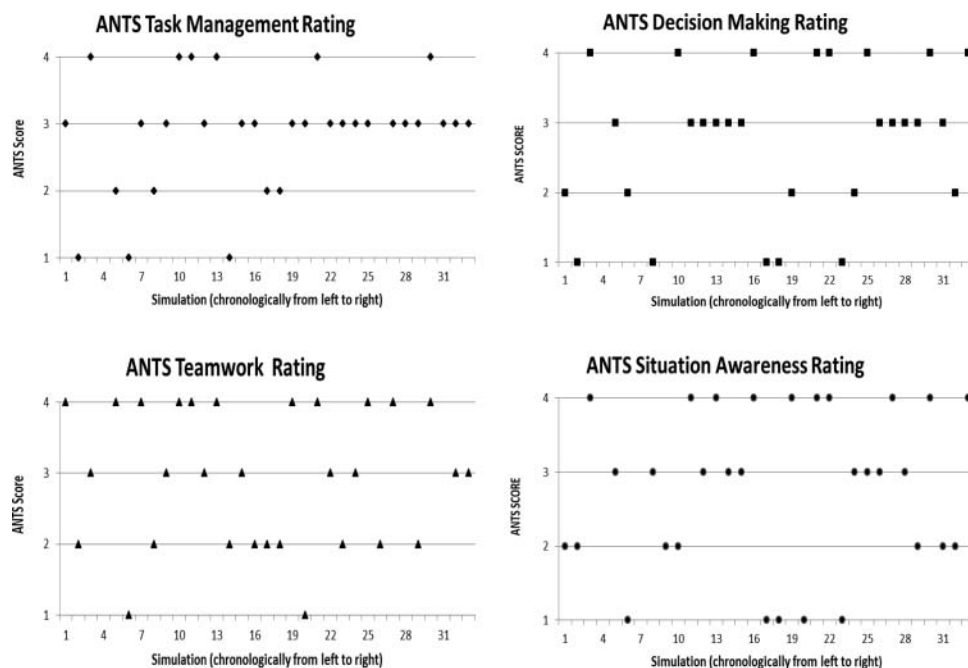 ANTS Task Management Rating
4
3
2
1
ANTS Score
1 4 7 10 13 16 19 22 25 28 31
Simulation (chronologically from left to right)
ANTS Decision Making Rating
4
3
2
1
ANTS SCORE
1 4 7 10 13 16 19 22 25 28 31
Simulation (chronologically from left to right)
ANTS Teamwork Rating
4
3
2
1
ANTS Score
1 4 7 10 13 16 19 22 25 28 31
Simulation (chronologically from left to right)
ANTS Situation Awareness Rating
4
3
2
1
ANTS SCORE
1 4 7 10 13 16 19 22 25 28 31
Simulation (chronologically from left to right)